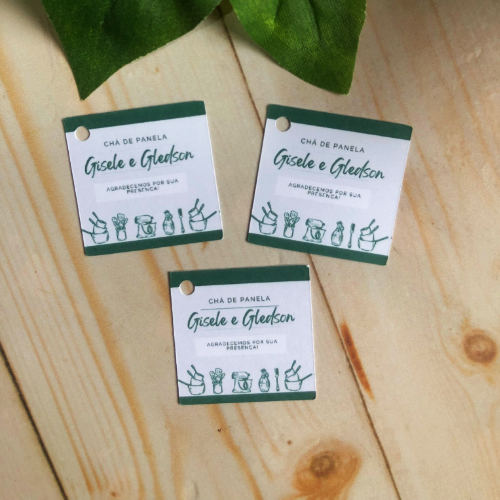 CHÁ DE PANELA
Gisele e Gledson
AGRADECEMOS POR SUA
PRESENÇA!
CHÁ DE PANELA
Gisele e Gledson
AGRADECEMOS POR SUA
PRESENÇA!
CHÁ DE PANELA
Gisele e Gledson
AGRADECEMOS POR SUA
PRESENÇA!